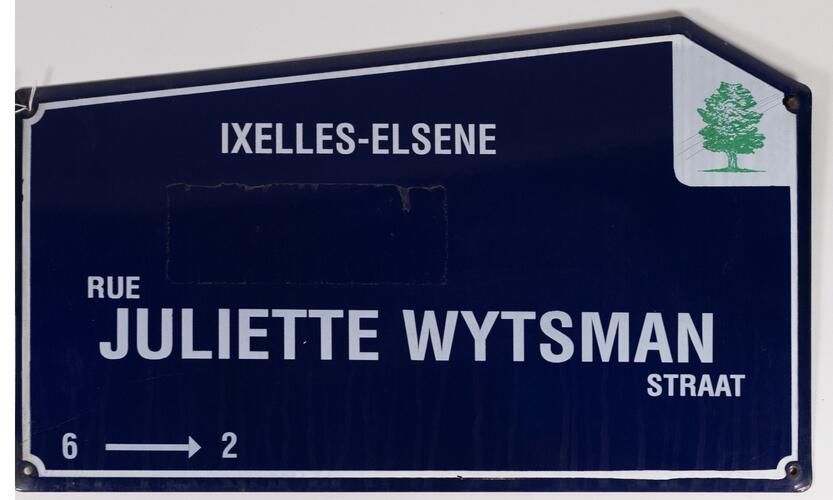 IXELLES-ELSENE
RUE
JULIETTE WYTSMAN
STRAAT
6 → 2